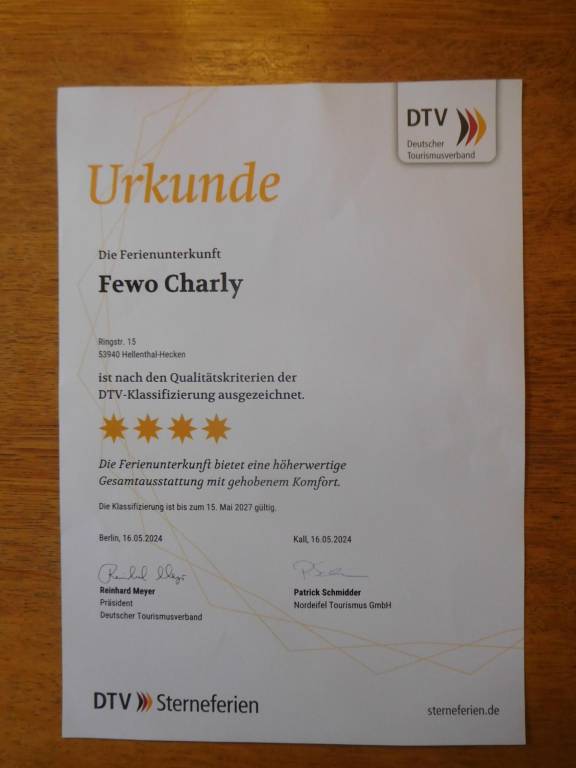 DTV
Deutscher
Tourismusverband
Urkunde
Die Ferienunterkunft
Fewo Charly
Ringstr. 15
53940 Hellenthal-Hecken
ist nach den Qualitätskriterien der
DTV-Klassifizierung ausgezeichnet.
Die Ferienunterkunft bietet eine höherwertige
Gesamtausstattung mit gehobenem Komfort.
Die Klassifizierung ist bis zum 15. Mai 2027 gültig.
Berlin, 16.05.2024
Reinhard Meyer
Präsident
Deutscher Tourismusverband
Kall, 16.05.2024
Patrick Schmidder
Nordeifel Tourismus GmbH
DTV Sterneferien
sterneferien.de